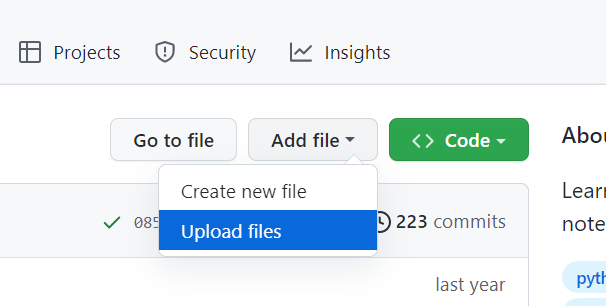 Projects Security Insights
Go to file Add file <> Code
Abou
Create new file
Lear
085 223 commits
Upload files
note
last year
pyth